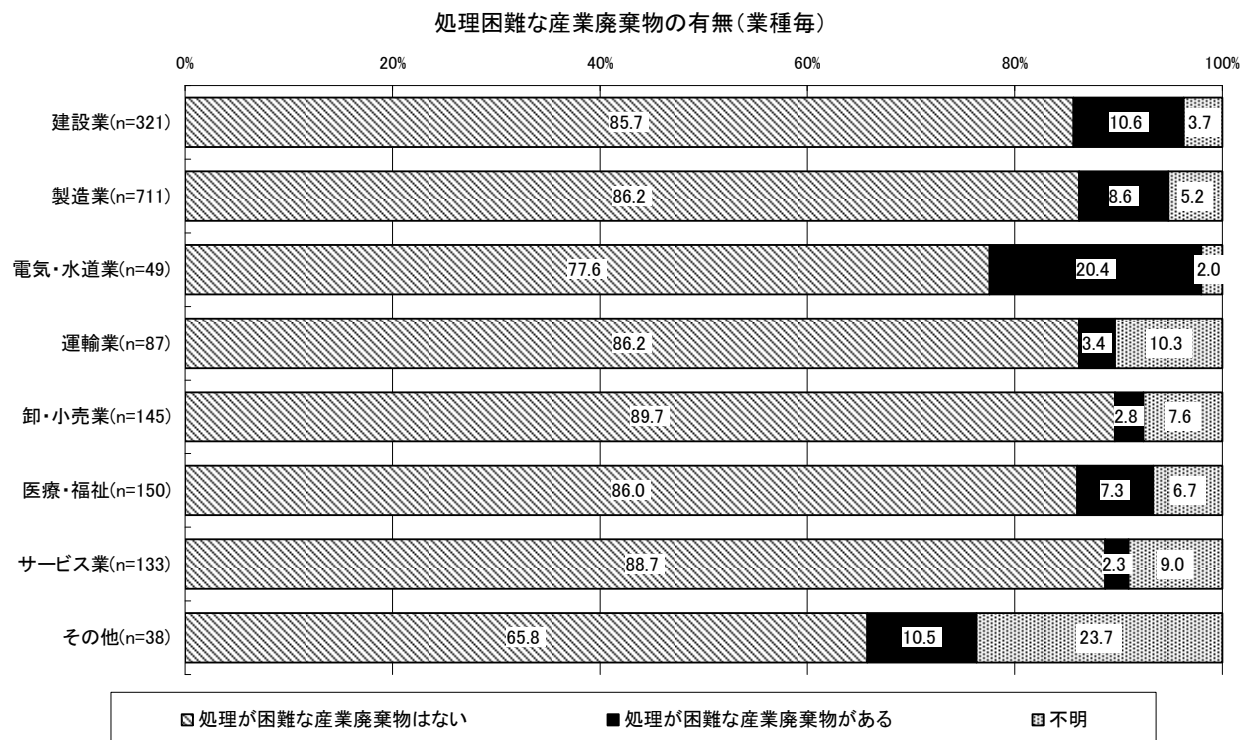 処理困難な産業廃棄物の有無(業種毎)
0% 20% 40% 60% 80% 100%
建設業(n=321) 85.7 10.6 3.7
製造業(n=711) 86.2 8.6 5.2
電気・水道業(n=49) 77.6 20.4 2.0
運輸業(n=87) 86.2 3.4 10.3
卸・小売業(n=145) 89.7 2.8 7.6
医療・福祉(n=150) 86.0 7.3 6.7
サービス業(n=133) 88.7 2.3 9.0
その他(n=38) 65.8 10.5 23.7
処理が困難な産業廃棄物はない 処理が困難な産業廃棄物がある 不明